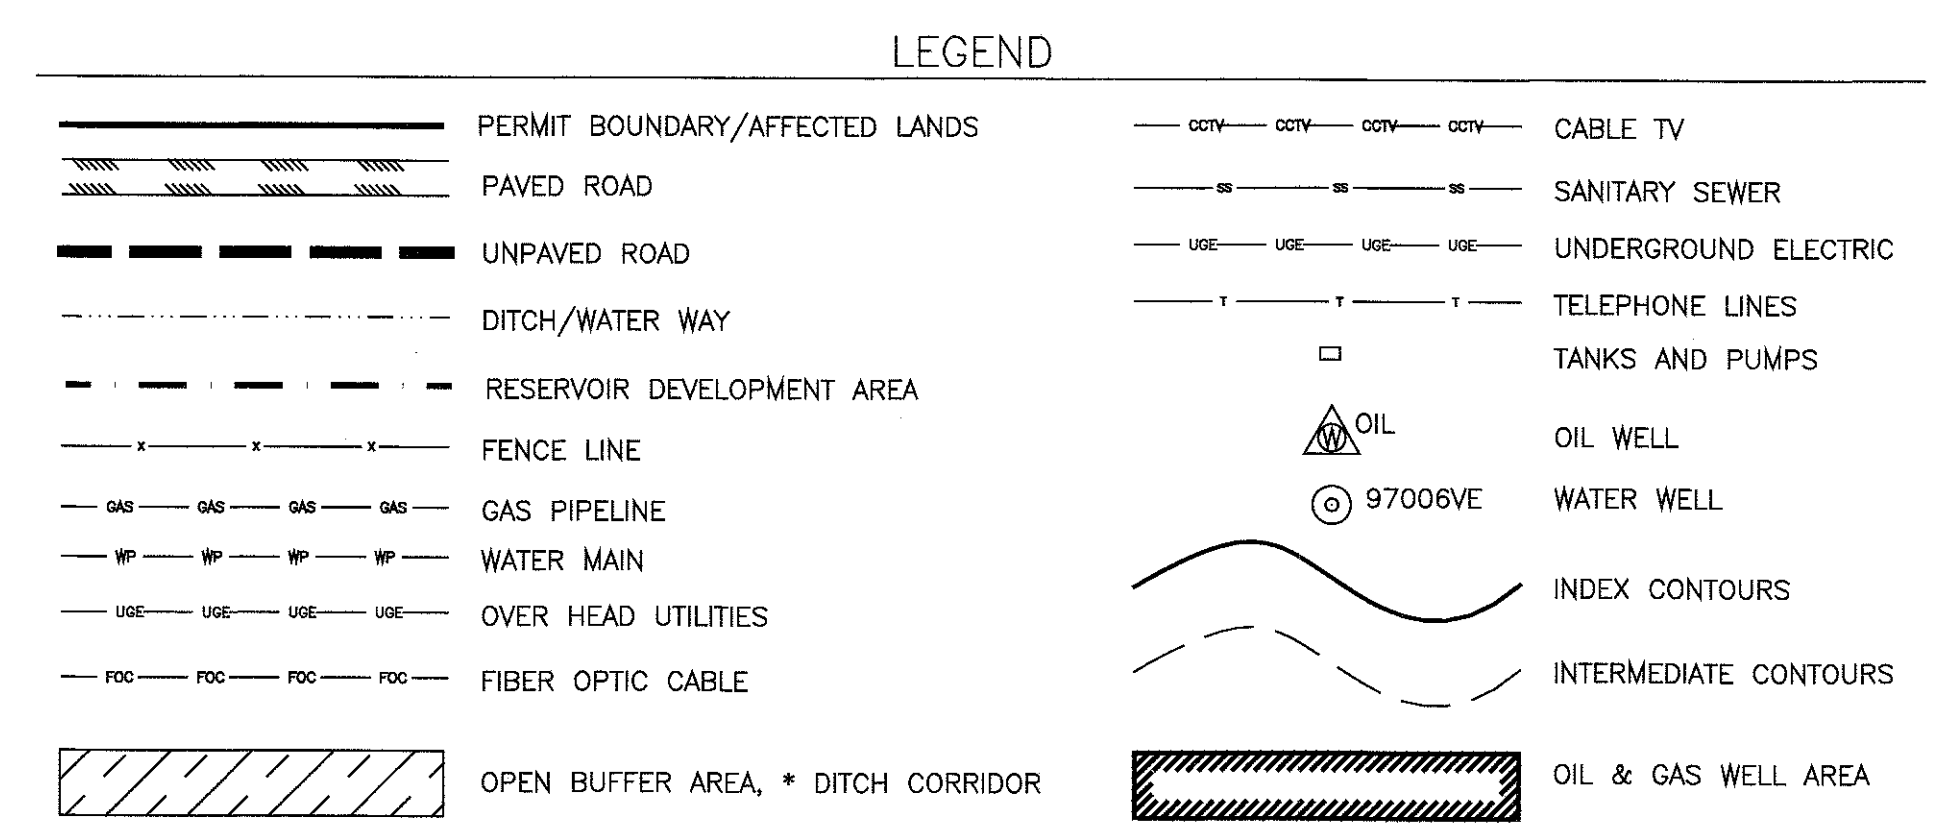 LEGEND
PERMIT BOUNDARY/AFFECTED LANDS
PAVED ROAD
UNPAVED ROAD
DITCH/WATER WAY
RESERVOIR DEVELOPMENT AREA
X X X FENCE LINE
GAS GAS GAS GAS GAS PIPELINE
WP WP WP WP WATER MAIN
UGE UGE UGE UGE OVER HEAD UTILITIES
FOC FOC FOC FOC FIBER OPTIC CABLE
OPEN BUFFER AREA, * DITCH CORRIDOR
CCTV CCTV CCTV CCTV CABLE TV
SS SS SS SANITARY SEWER
UGE UGE UGE UGE UNDERGROUND ELECTRIC
T T T TELEPHONE LINES
TANKS AND PUMPS
W OIL OIL WELL
97006VE WATER WELL
INDEX CONTOURS
INTERMEDIATE CONTOURS
OIL & GAS WELL AREA